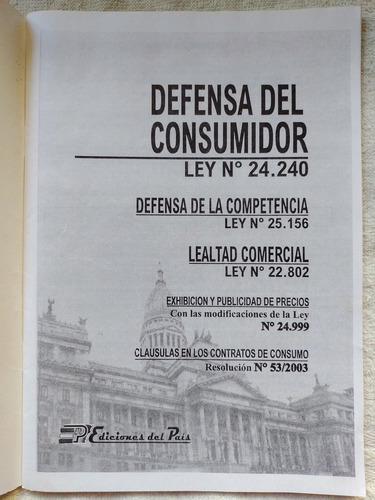 DEFENSA DEL
CONSUMIDOR
LEY N° 24.240
DEFENSA DE LA COMPETENCIA
LEY N° 25.156
LEALTAD COMERCIAL
LEY N° 22.802
EXHIBICION Y PUBLICIDAD DE PRECIOS
Con las modificaciones de la Ley
N° 24.999
CLAUSULAS EN LOS CONTRATOS DE CONSUMO
Resolución N° 53/2003
Ediciones del País